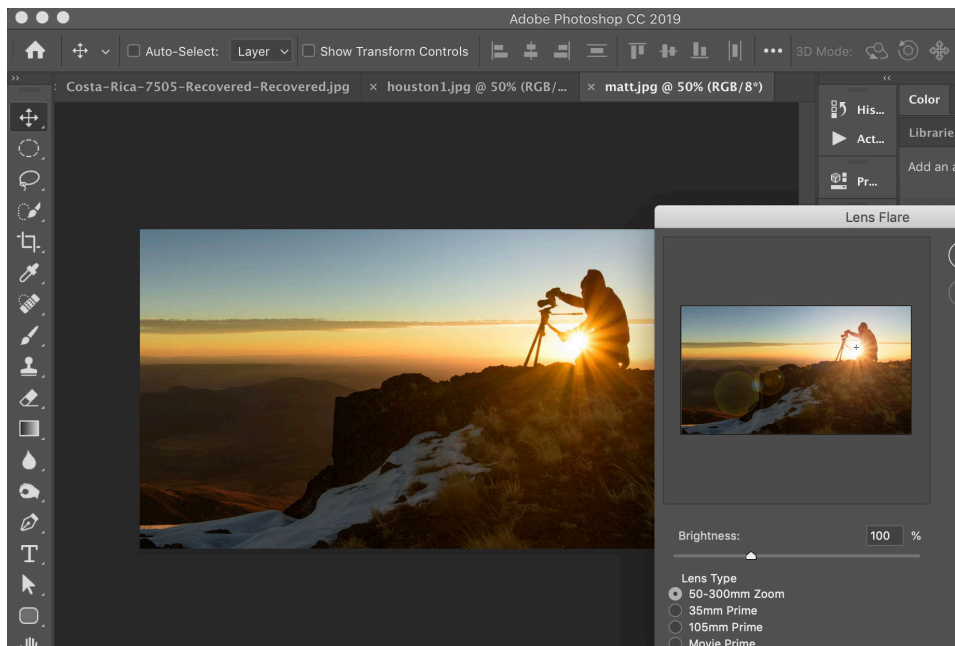 Adobe Photoshop CC 2019
Auto-Select: Layer Show Transform Controls 3D Mode:
Costa-Rica-7505-Recovered-Recovered.jpg × houston1.jpg @ 50% (RGB/... × matt.jpg @ 50% (RGB/8*)
His...
Color
Act...
Librarie
Add an a
Pr...
Lens Flare
Brightness: 100 %
Lens Type
50-300mm Zoom
35mm Prime
105mm Prime
Movie Prime
T